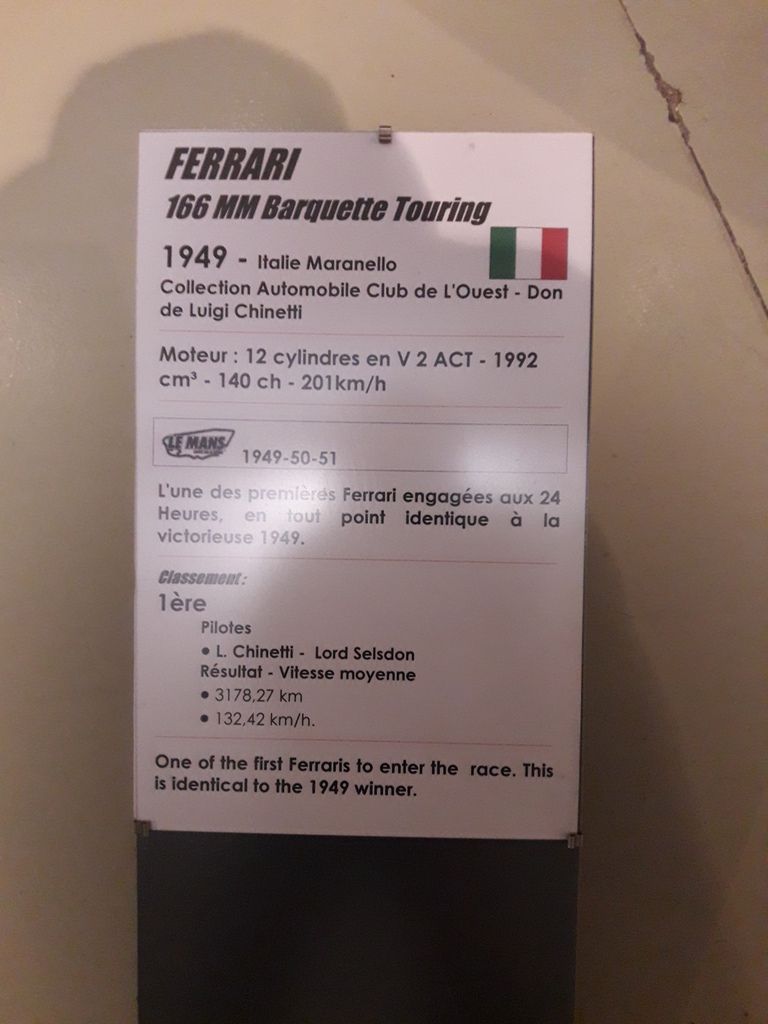 FERRARI
166 MM Barquette Touring
1949 - Italie Maranello
Collection Automobile Club de L'Ouest - Don
de Luigi Chinetti
Moteur : 12 cylindres en V 2 ACT - 1992
cm³ - 140 ch - 201km/h
LE MANS
1949-50-51
L'une des premières Ferrari engagées aux 24
Heures, en tout point identique à la
victorieuse 1949.
Classement :
1ère
Pilotes
• L. Chinetti - Lord Selsdon
Résultat - Vitesse moyenne
• 3178,27 km
• 132,42 km/h.
One of the first Ferraris to enter the race. This
is identical to the 1949 winner.